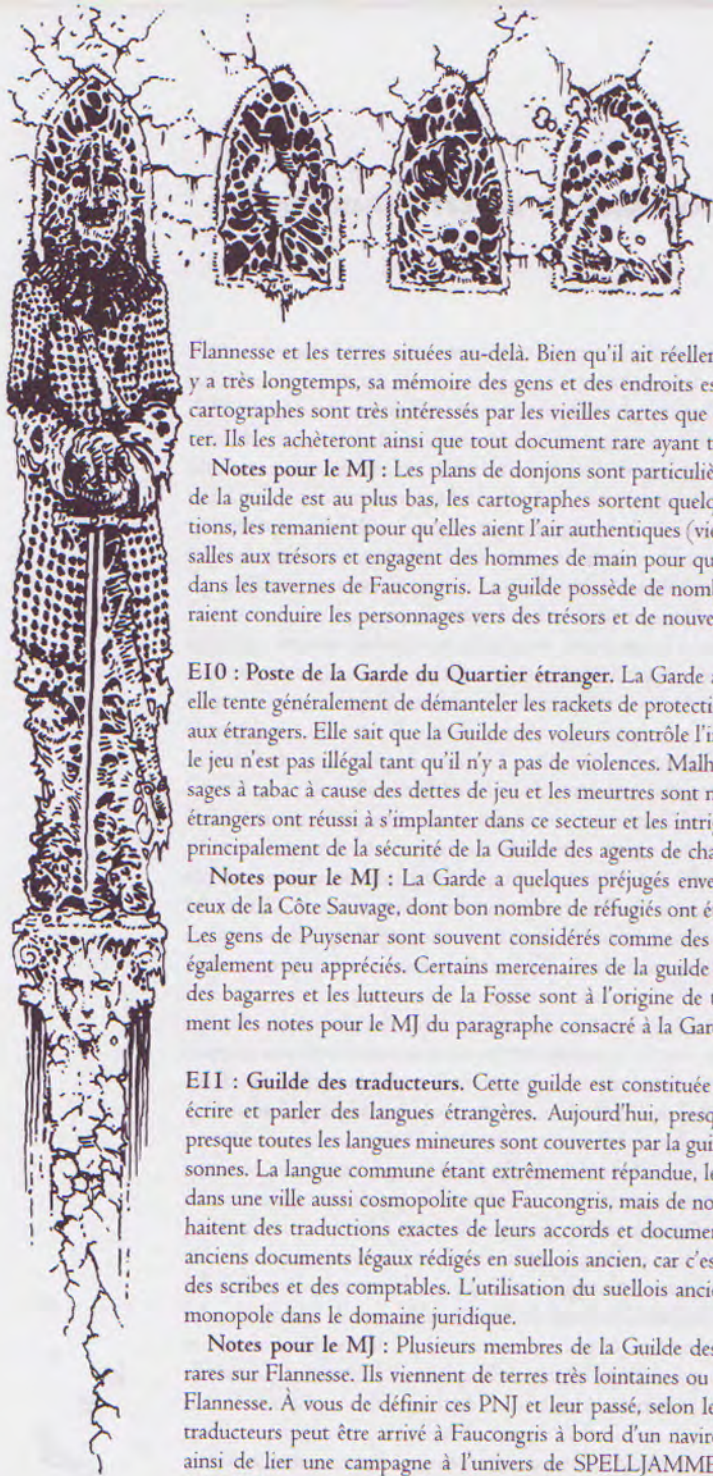 Flannesse et les terres situées au-delà. Bien qu'il ait réeller
y a très longtemps, sa mémoire des gens et des endroits es
cartographes sont très intéressés par les vieilles cartes que
ter. Ils les achèteront ainsi que tout document rare ayant t
Notes pour le MJ : Les plans de donjons sont particuliè
de la guilde est au plus bas, les cartographes sortent quelq
tions, les remanient pour qu'elles aient l'air authentiques (vie
salles aux trésors et engagent des hommes de main pour qu
dans les tavernes de Faucongris. La guilde possède de nomb
raient conduire les personnages vers des trésors et de nouve
E10 : Poste de la Garde du Quartier étranger. La Garde a
elle tente généralement de démanteler les rackets de protecti
aux étrangers. Elle sait que la Guilde des voleurs contrôle l'i
le jeu n'est pas illégal tant qu'il n'y a pas de violences. Malh
sages à tabac à cause des dettes de jeu et les meurtres sont n
étrangers ont réussi à s'implanter dans ce secteur et les intri
principalement de la sécurité de la Guilde des agents de cha
Notes pour le MJ : La Garde a quelques préjugés enve
ceux de la Côte Sauvage, dont bon nombre de réfugiés ont é
Les gens de Puysenar sont souvent considérés comme des
également peu appréciés. Certains mercenaires de la guilde
des bagarres et les lutteurs de la Fosse sont à l'origine de t
ment les notes pour le MJ du paragraphe consacré à la Gar
E11 : Guilde des traducteurs. Cette guilde est constituée
écrire et parler des langues étrangères. Aujourd'hui, presq
presque toutes les langues mineures sont couvertes par la gui
sonnes. La langue commune étant extrêmement répandue, le
dans une ville aussi cosmopolite que Faucongris, mais de no
haitent des traductions exactes de leurs accords et documen
anciens documents légaux rédigés en suellois ancien, car c'es
des scribes et des comptables. L'utilisation du suellois ancie
monopole dans le domaine juridique.
Notes pour le MJ : Plusieurs membres de la Guilde des
rares sur Flannesse. Ils viennent de terres très lointaines ou
Flannesse. À vous de définir ces PNJ et leur passé, selon le
traducteurs peut être arrivé à Faucongris à bord d'un navire
ainsi de lier une campagne à l'univers de SPELLJAMME